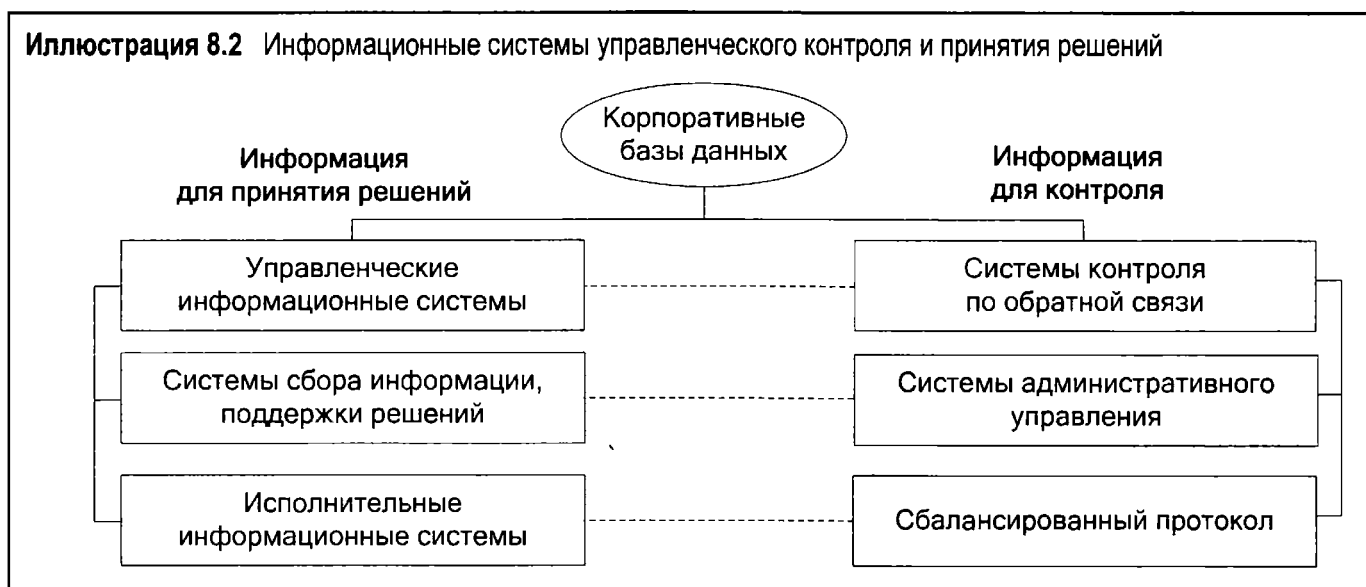 Иллюстрация 8.2 Информационные системы управленческого контроля и принятия решений
Корпоративные
базы данных
Информация
для принятия решений
Информация
для контроля
Управленческие
информационные системы
Системы контроля
по обратной связи
Системы сбора информации,
поддержки решений
Системы административного
управления
Исполнительные
информационные системы
Сбалансированный протокол